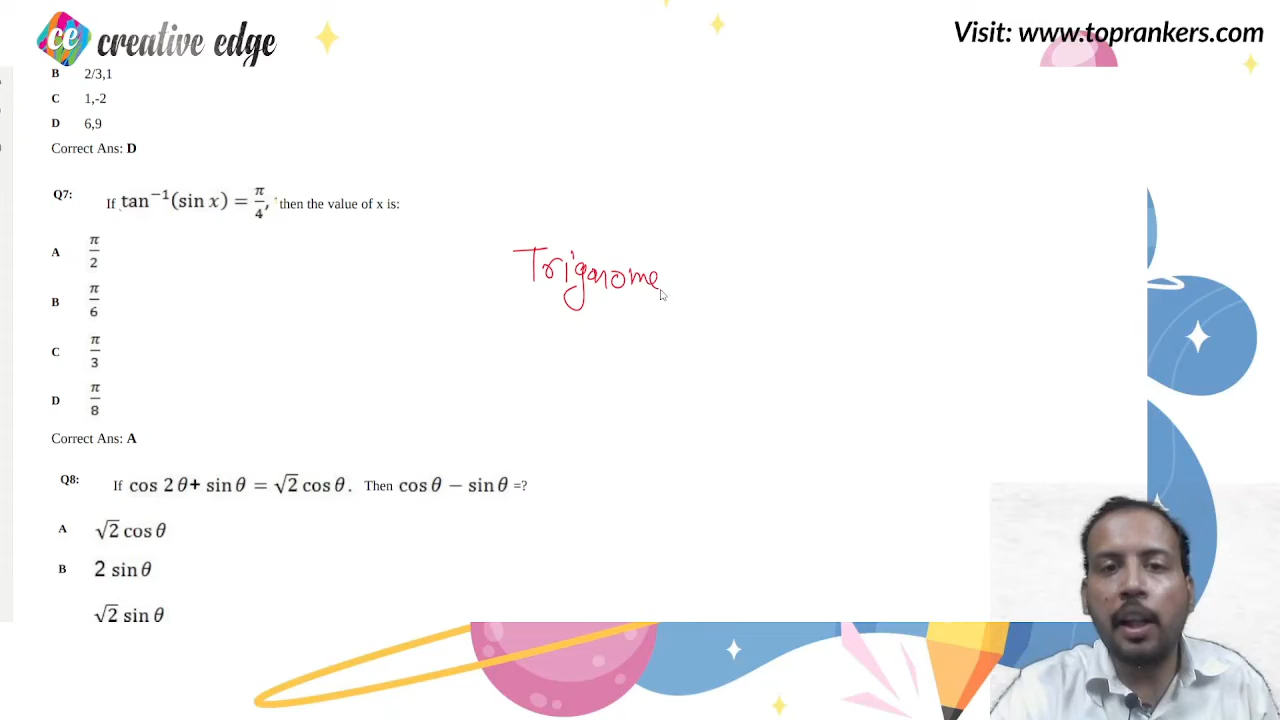 ce creative edge
Visit: www.toprankers.com
B 2/3,1
C 1,-2
D 6,9
Correct Ans: D
Q7: If tan⁻¹(sin x) = π/4, then the value of x is:
A π/2
B π/6
C π/3
D π/8
Correct Ans: A
Trigonome
Q8: If cos 2θ+ sin θ = √2 cos θ. Then cos θ − sin θ =?
A √2 cos θ
B 2 sin θ
√2 sin θ